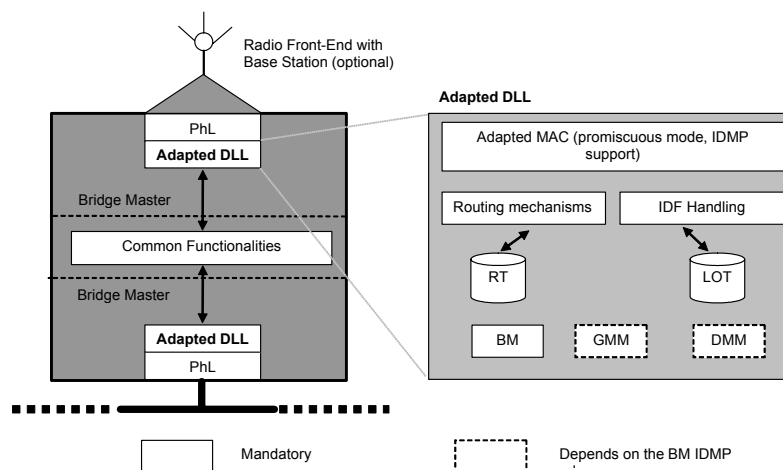 Radio Front-End with
Base Station (optional)
Adapted DLL
PhL
Adapted DLL
Bridge Master
Common Functionalities
Bridge Master
Adapted DLL
PhL
Adapted MAC (promiscuous mode, IDMP
support)
Routing mechanisms
IDF Handling
RT
LOT
BM
GMM
DMM
Mandatory
Depends on the BM IDMP